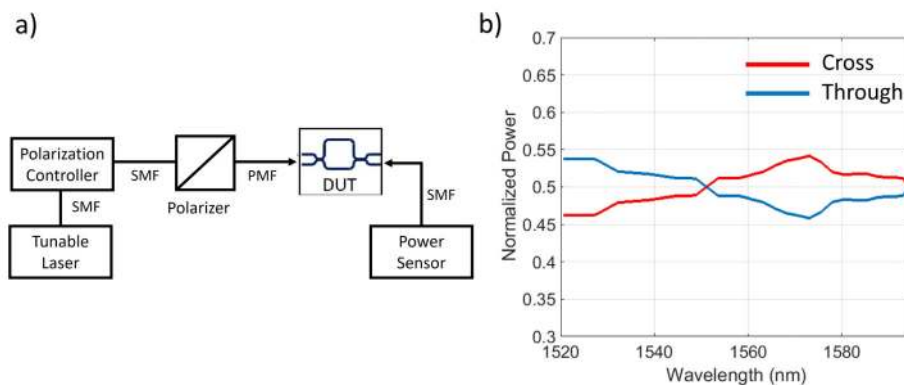 a)
Polarization
Controller
SMF
PMF
DUT
SMF
Polarizer
SMF
Tunable
Laser
Power
Sensor
b)
0.7
0.65
0.6
0.55
0.5
0.45
0.4
0.35
0.3
Normalized Power
Cross
Through
1520
1540
1560
1580
Wavelength (nm)